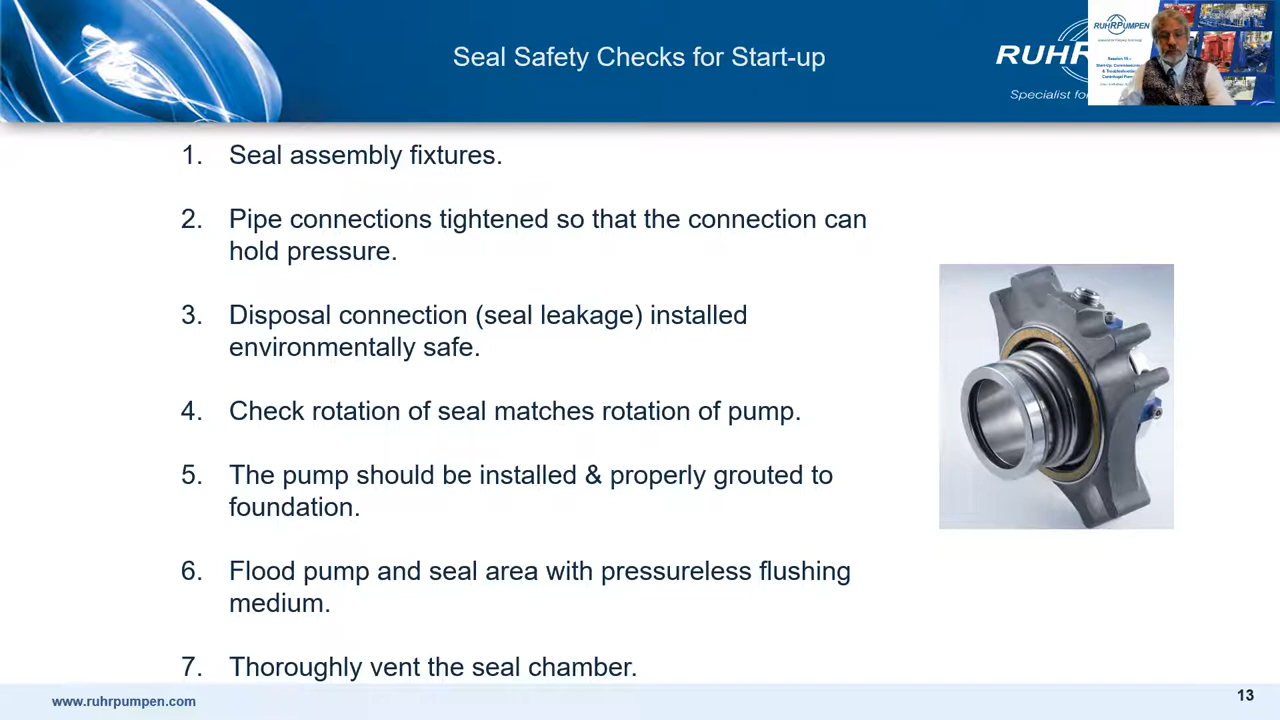 Seal Safety Checks for Start-up
RUHR
Specialist for
RUHRPUMPEN
1. Seal assembly fixtures.
2. Pipe connections tightened so that the connection can
hold pressure.
3. Disposal connection (seal leakage) installed
environmentally safe.
4. Check rotation of seal matches rotation of pump.
5. The pump should be installed & properly grouted to
foundation.
6. Flood pump and seal area with pressureless flushing
medium.
7. Thoroughly vent the seal chamber.
www.ruhrpumpen.com
13